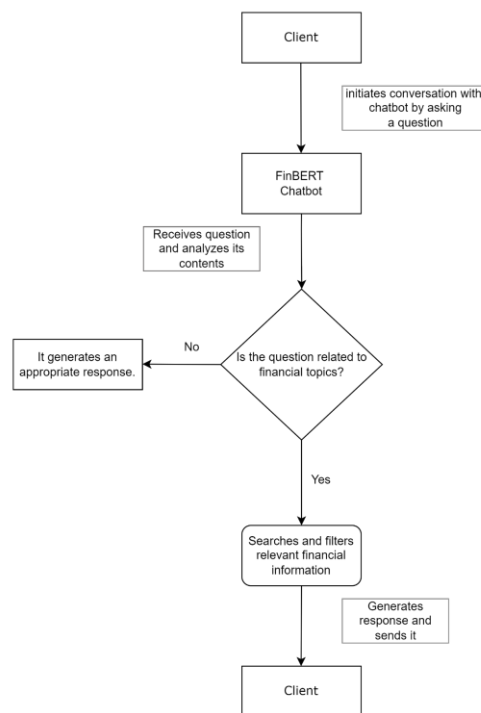 Client
initiates conversation with
chatbot by asking
a question
FinBERT
Chatbot
Receives question
and analyzes its
contents
No
It generates an
appropriate response.
Is the question related to
financial topics?
Yes
Searches and filters
relevant financial
information
Generates
response and
sends it
Client